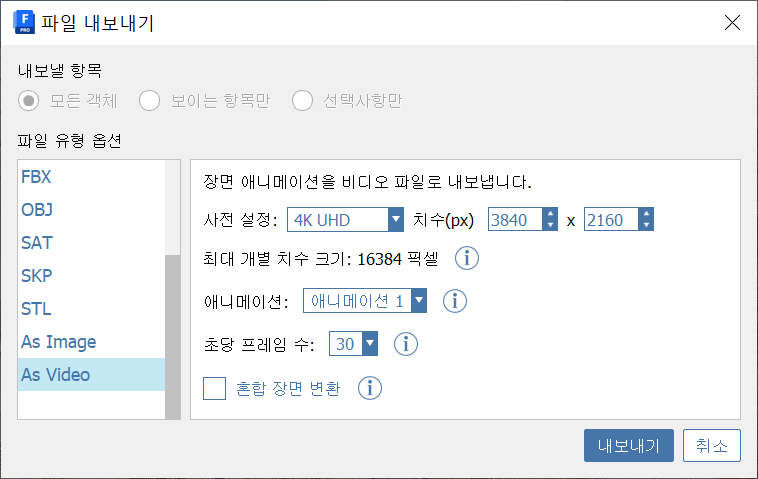 F PRO 파일 내보내기
내보낼 항목
모든 객체 보이는 항목만 선택사항만
파일 유형 옵션
FBX
OBJ
SAT
SKP
STL
As Image
As Video
장면 애니메이션을 비디오 파일로 내보냅니다.
사전 설정: 4K UHD 치수(px) 3840 x 2160
최대 개별 치수 크기: 16384 픽셀 i
애니메이션: 애니메이션 1 i
초당 프레임 수: 30 i
혼합 장면 변환 i
내보내기 취소